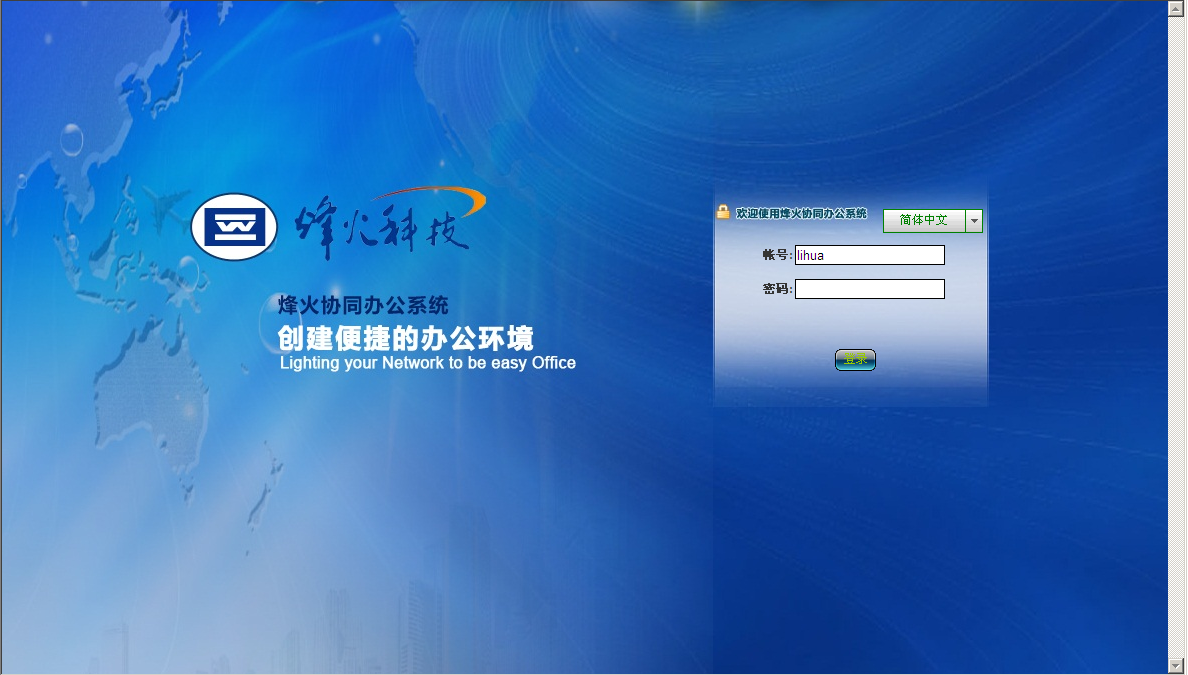 烽火科技
烽火协同办公系统
创建便捷的办公环境
Lighting your Network to be easy Office
欢迎使用烽火协同办公系统
简体中文
帐号:
lihua
密码:
登录